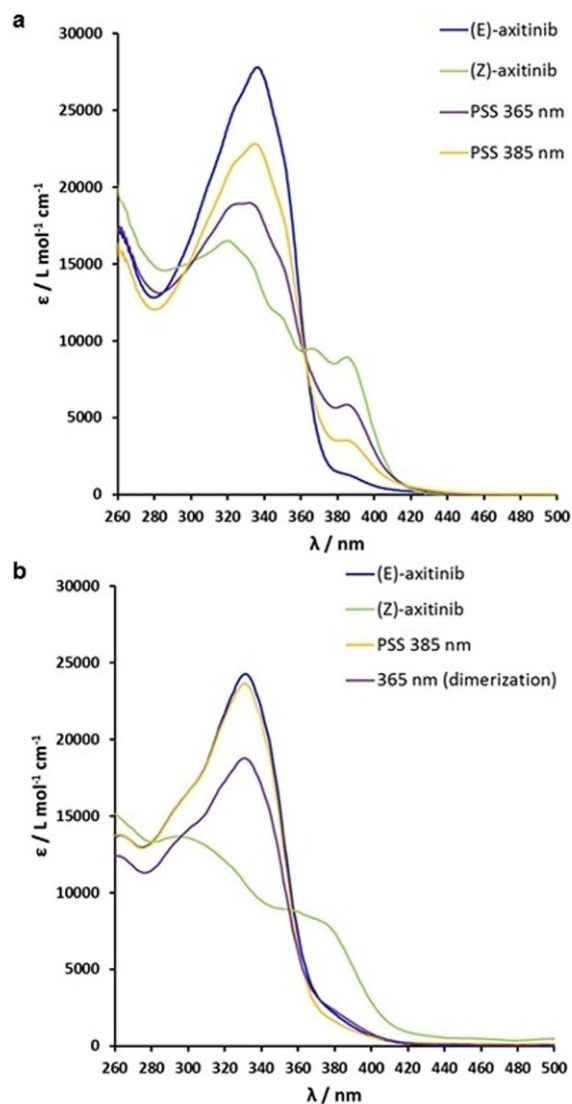 a
30000
25000
20000
15000
10000
5000
0
ε / L mol⁻¹ cm⁻¹
(E)-axitinib
(Z)-axitinib
PSS 365 nm
PSS 385 nm
260 280 300 320 340 360 380 400 420 440 460 480 500
λ / nm
b
30000
25000
20000
15000
10000
5000
0
ε / L mol⁻¹ cm⁻¹
(E)-axitinib
(Z)-axitinib
PSS 385 nm
365 nm (dimerization)
260 280 300 320 340 360 380 400 420 440 460 480 500
λ / nm